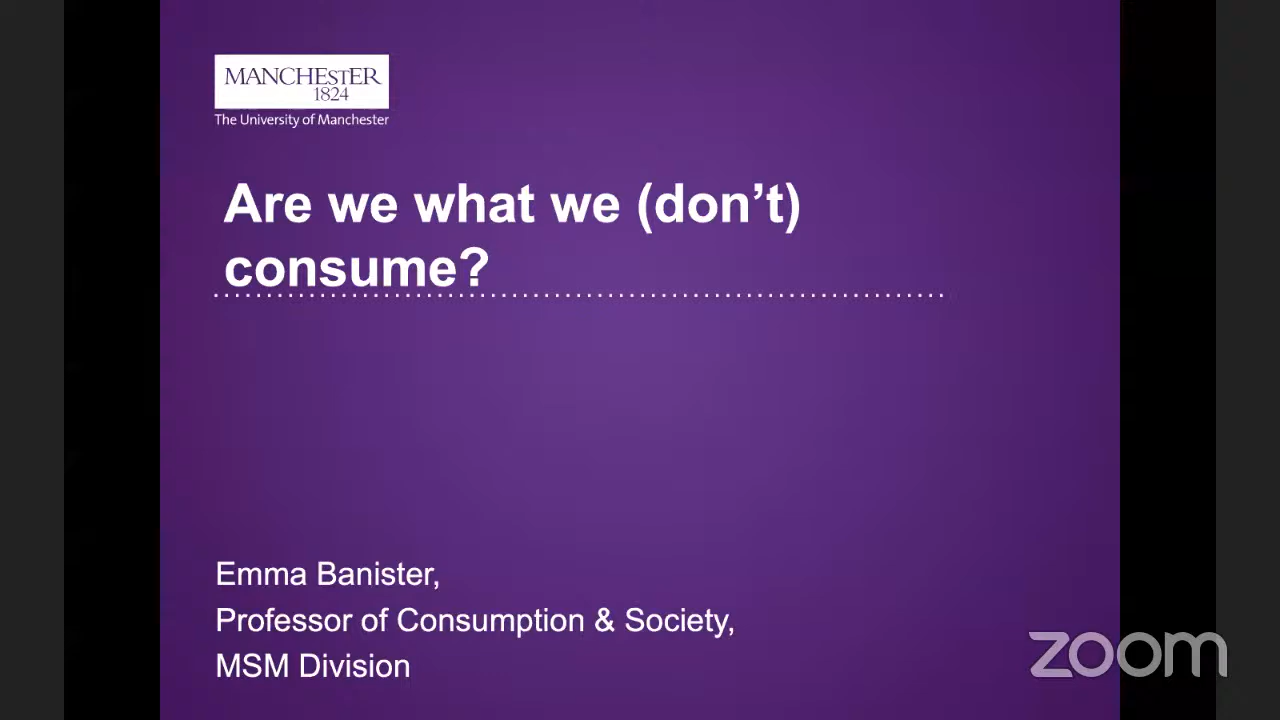 MANCHESTER
1824
The University of Manchester
Are we what we (don’t)
consume?
Emma Banister,
Professor of Consumption & Society,
MSM Division
zoom